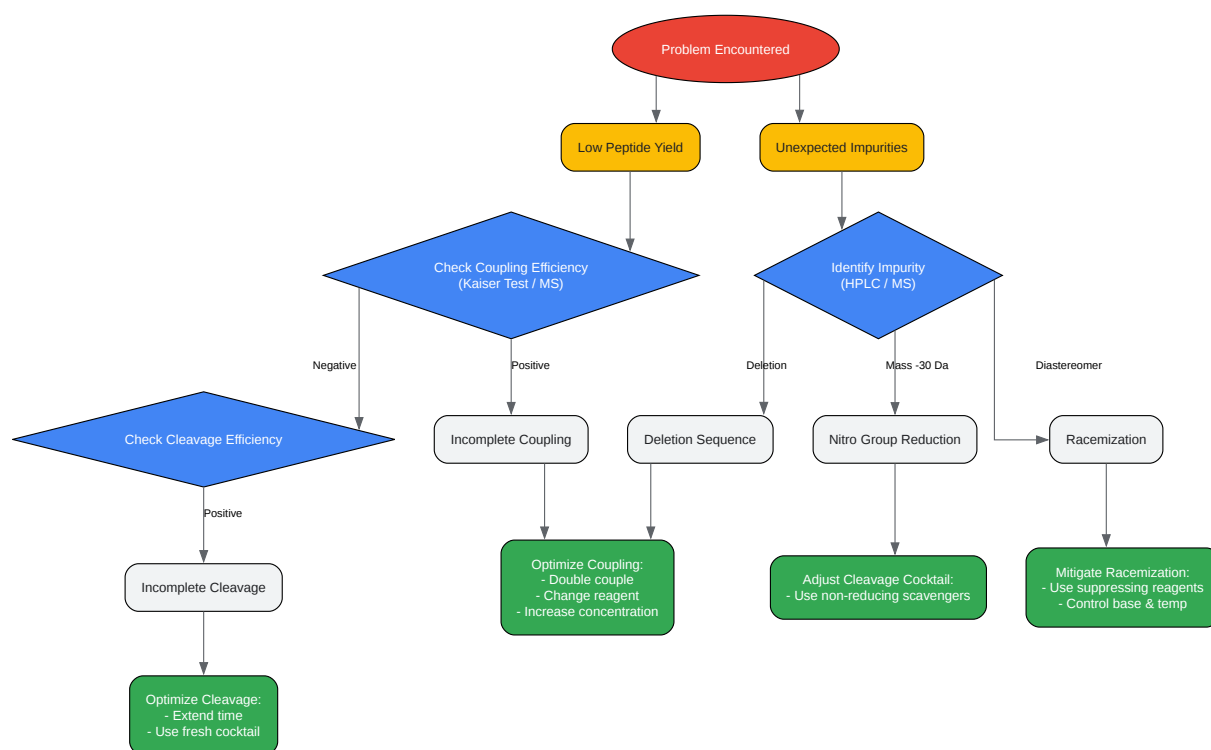 Problem Encountered
Low Peptide Yield
Unexpected Impurities
Check Coupling Efficiency
(Kaiser Test / MS)
Identify Impurity
(HPLC / MS)
Negative
Positive
Deletion
Mass -30 Da
Diastereomer
Check Cleavage Efficiency
Incomplete Coupling
Deletion Sequence
Nitro Group Reduction
Racemization
Positive
Incomplete Cleavage
Optimize Coupling:
- Double couple
- Change reagent
- Increase concentration
Adjust Cleavage Cocktail:
- Use non-reducing scavengers
Mitigate Racemization:
- Use suppressing reagents
- Control base & temp
Optimize Cleavage:
- Extend time
- Use fresh cocktail